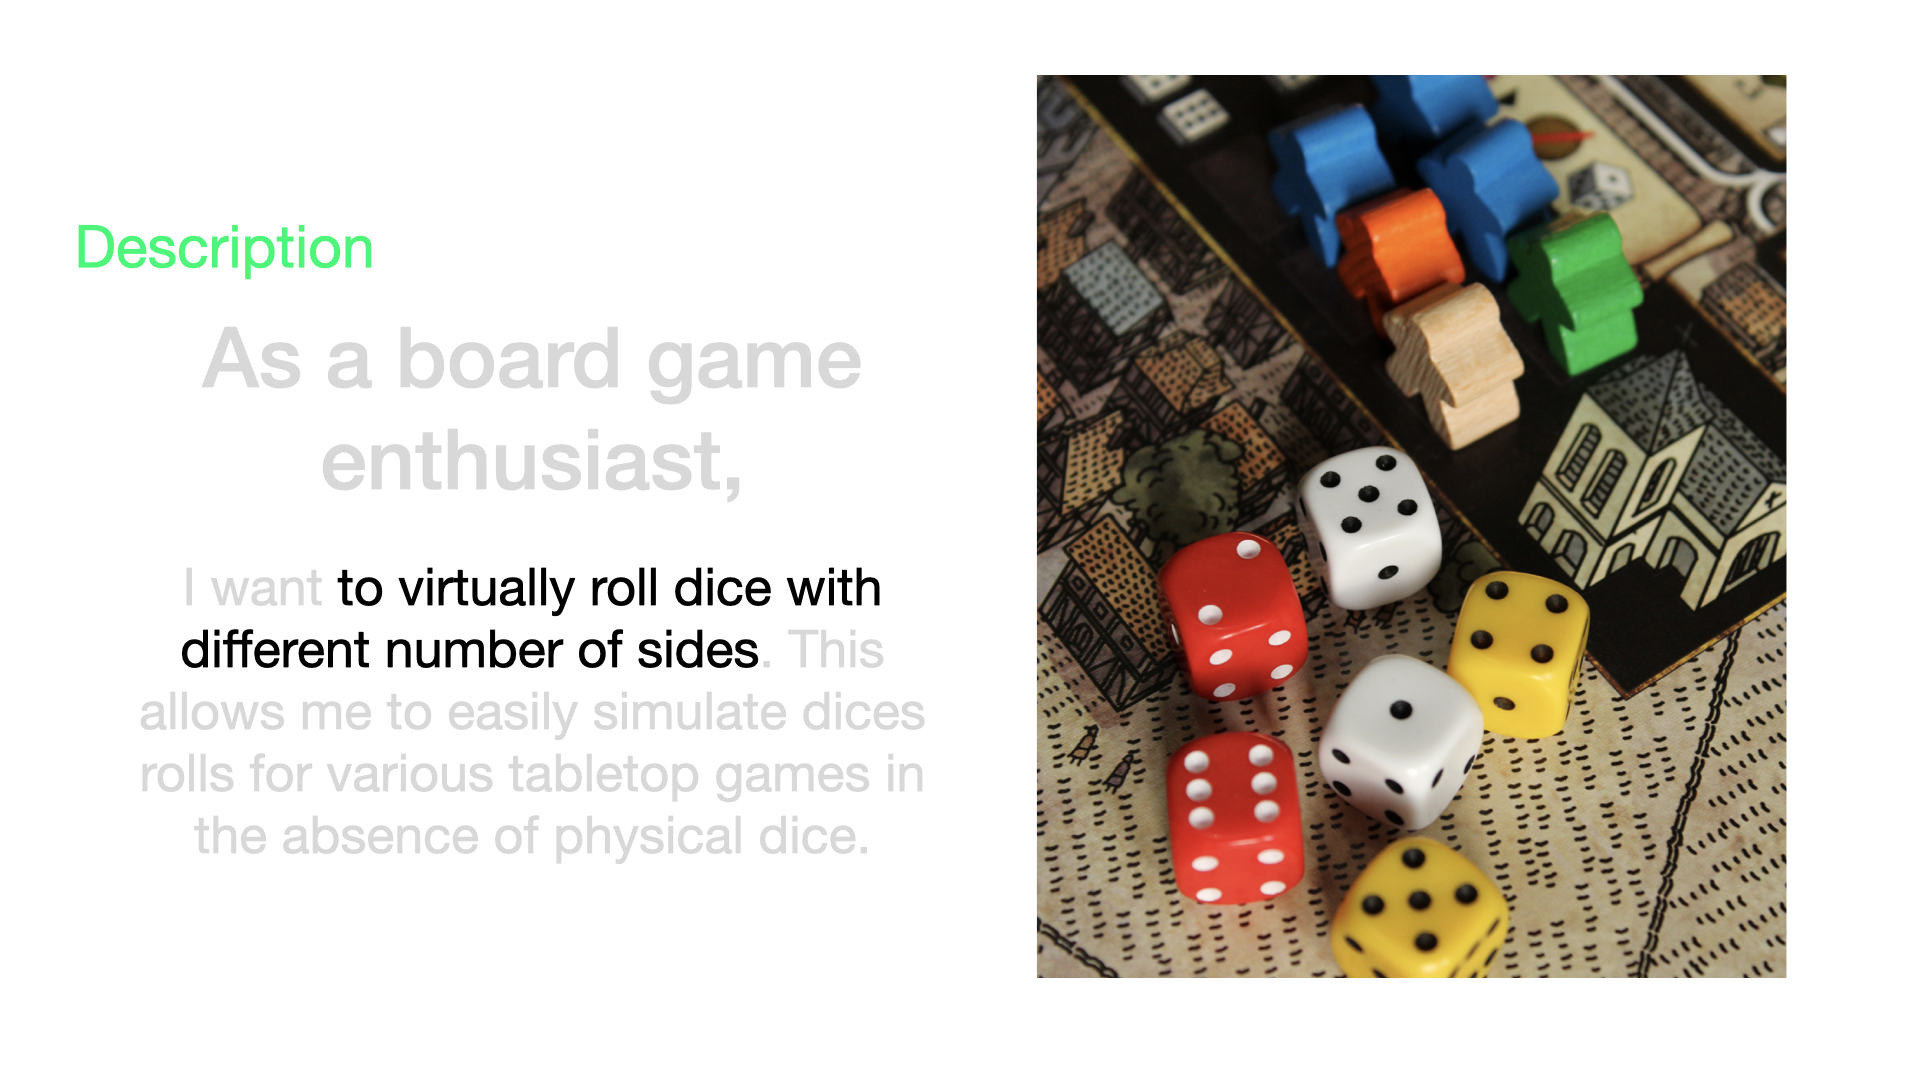 Description
As a board game
enthusiast,
I want to virtually roll dice with
different number of sides. This
allows me to easily simulate dices
rolls for various tabletop games in
the absence of physical dice.